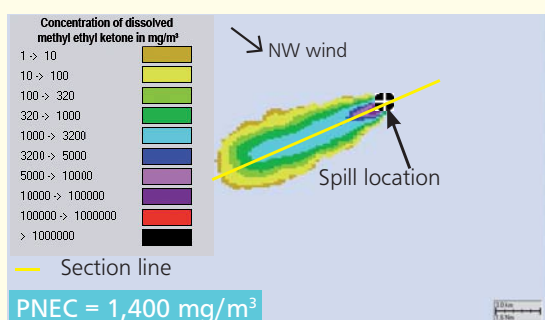 Concentration of dissolved
methyl ethyl ketone in mg/m³
1 -> 10
10 -> 100
100 -> 320
320 -> 1000
1000 -> 3200
3200 -> 5000
5000 -> 10000
10000 -> 100000
100000 -> 1000000
> 1000000
NW wind
Spill location
Section line
PNEC = 1,400 mg/m³